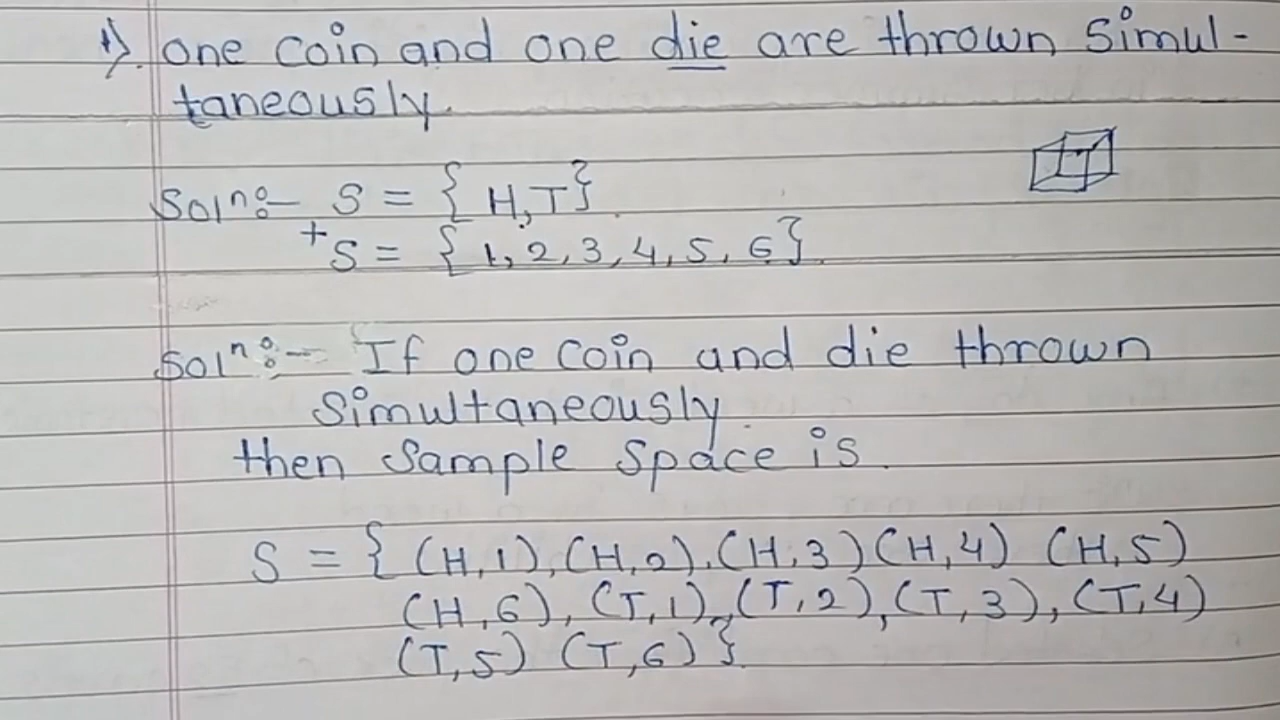 1). one coin and one die are thrown simul-
taneously.
Solⁿ:- S = { H, T }.
+S = { 1, 2, 3, 4, 5, 6 }.
Solⁿ:- If one coin and die thrown
simultaneously
then sample space is.
S = { (H, 1), (H, 2), (H, 3) (H, 4) (H, 5)
(H, 6), (T, 1), (T, 2), (T, 3), (T, 4)
(T, 5) (T, 6) }.